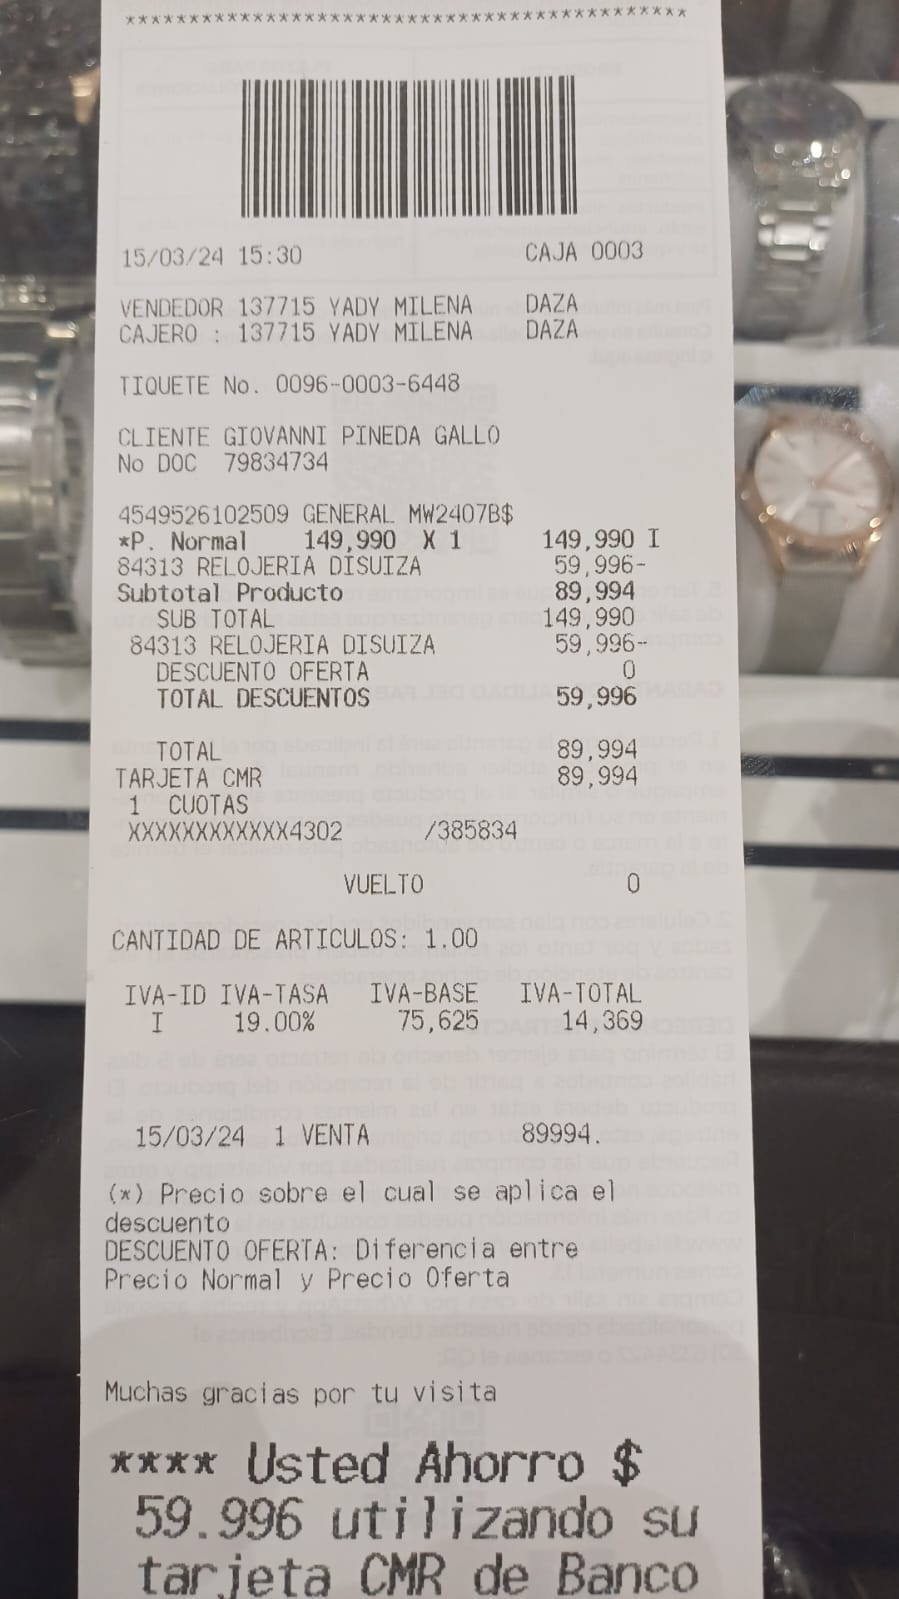 ********************************************
15/03/24 15:30 CAJA 0003
VENDEDOR 137715 YADY MILENA DAZA
CAJERO : 137715 YADY MILENA DAZA
TIQUETE No. 0096-0003-6448
CLIENTE GIOVANNI PINEDA GALLO
No DOC 79834734
4549526102509 GENERAL MW2407B$
*P. Normal 149,990 X 1 149,990 I
84313 RELOJERIA DISUIZA 59,996-
Subtotal Producto 89,994
SUB TOTAL 149,990
84313 RELOJERIA DISUIZA 59,996-
DESCUENTO OFERTA 0
TOTAL DESCUENTOS 59,996
TOTAL 89,994
TARJETA CMR 89,994
1 CUOTAS
XXXXXXXXXXXX4302 /385834
VUELTO 0
CANTIDAD DE ARTICULOS: 1.00
IVA-ID IVA-TASA IVA-BASE IVA-TOTAL
I 19.00% 75,625 14,369
15/03/24 1 VENTA 89994.
(*) Precio sobre el cual se aplica el
descuento
DESCUENTO OFERTA: Diferencia entre
Precio Normal y Precio Oferta
Muchas gracias por tu visita
**** Usted Ahorro $
59.996 utilizando su
tarjeta CMR de Banco